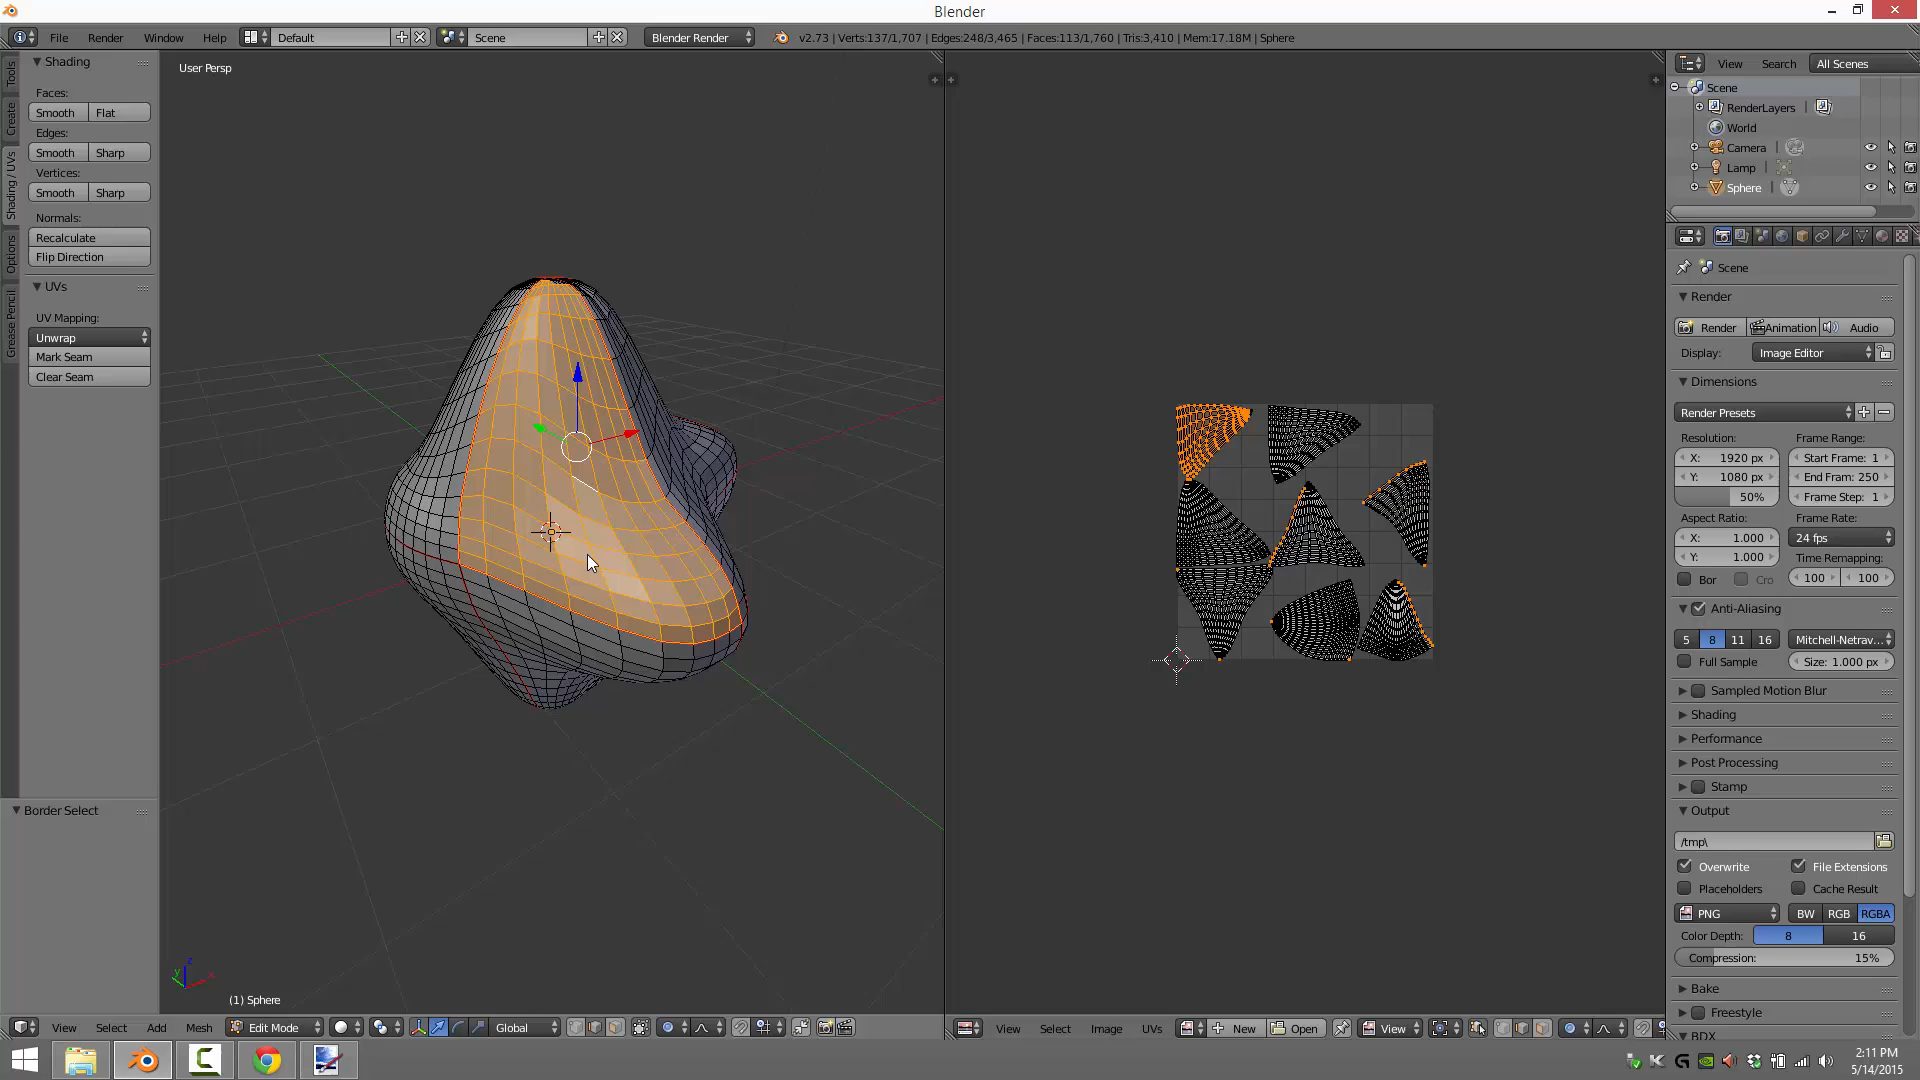 Blender
File Render Window Help Default Scene Blender Render v2.73 | Verts:137/1,707 | Edges:248/3,465 | Faces:113/1,760 | Tris:3,410 | Mem:17.18M | Sphere
Tools
Create
Shading / UVs
Options
Grease Pencil
Shading
Faces:
Smooth Flat
Edges:
Smooth Sharp
Vertices:
Smooth Sharp
Normals:
Recalculate
Flip Direction
UVs
UV Mapping:
Unwrap
Mark Seam
Clear Seam
Border Select
User Persp
z
y
x
(1) Sphere
View Select Add Mesh Edit Mode Global
View Select Image UVs New Open View
View Search All Scenes
Scene
RenderLayers |
World
Camera |
Lamp |
Sphere |
Scene
Render
Render Animation Audio
Display: Image Editor
Dimensions
Render Presets
Resolution: Frame Range:
X: 1920 px Start Frame: 1
Y: 1080 px End Fram: 250
50% Frame Step: 1
Aspect Ratio: Frame Rate:
X: 1.000 24 fps
Y: 1.000 Time Remapping:
Bor Cro 100 100
Anti-Aliasing
5 8 11 16 Mitchell-Netrav...
Full Sample Size: 1.000 px
Sampled Motion Blur
Shading
Performance
Post Processing
Stamp
Output
/tmp\
Overwrite File Extensions
Placeholders Cache Result
PNG BW RGB RGBA
Color Depth: 8 16
Compression: 15%
Bake
Freestyle
BDX
2:11 PM
5/14/2015